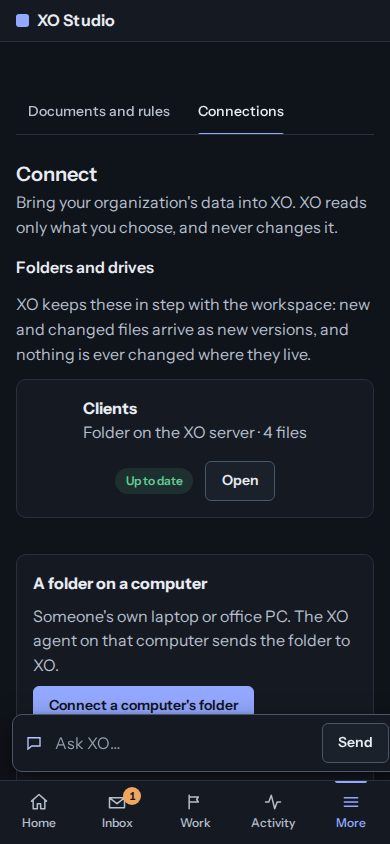 XO Studio
Documents and rules
Connections
Connect
Bring your organization's data into XO. XO reads
only what you choose, and never changes it.
Folders and drives
XO keeps these in step with the workspace: new
and changed files arrive as new versions, and
nothing is ever changed where they live.
Clients
Folder on the XO server · 4 files
Up to date
Open
A folder on a computer
Someone's own laptop or office PC. The XO
agent on that computer sends the folder to
XO.
Connect a computer's folder
Ask XO...
Send
1
Home
Inbox
Work
Activity
More